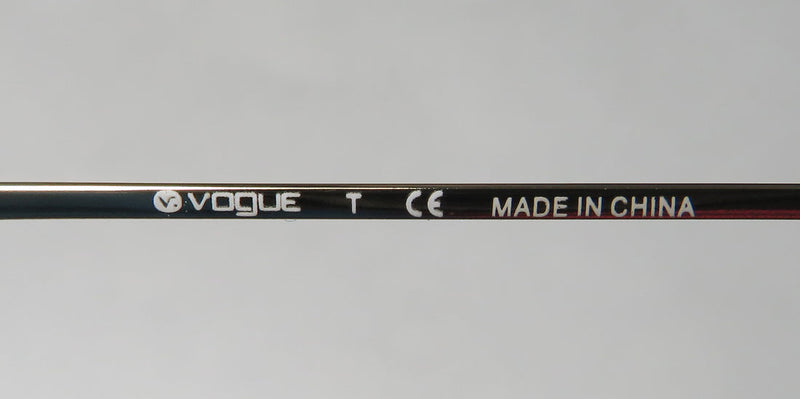 V. VOGUE T CE MADE IN CHINA